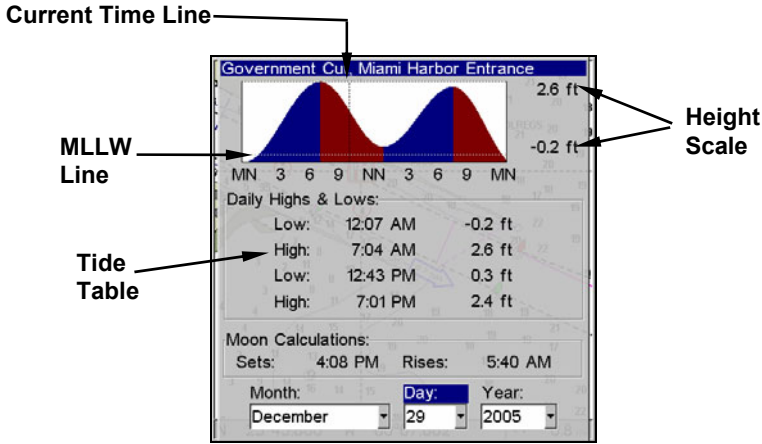 Current Time Line
Government Cut, Miami Harbor Entrance
2.6 ft
-0.2 ft
Height
Scale
MLLW
Line
MN 3 6 9 NN 3 6 9 MN
Daily Highs & Lows:
Low: 12:07 AM -0.2 ft
High: 7:04 AM 2.6 ft
Low: 12:43 PM 0.3 ft
High: 7:01 PM 2.4 ft
Tide
Table
Moon Calculations:
Sets: 4:08 PM Rises: 5:40 AM
Month: Day: Year:
December 29 2005